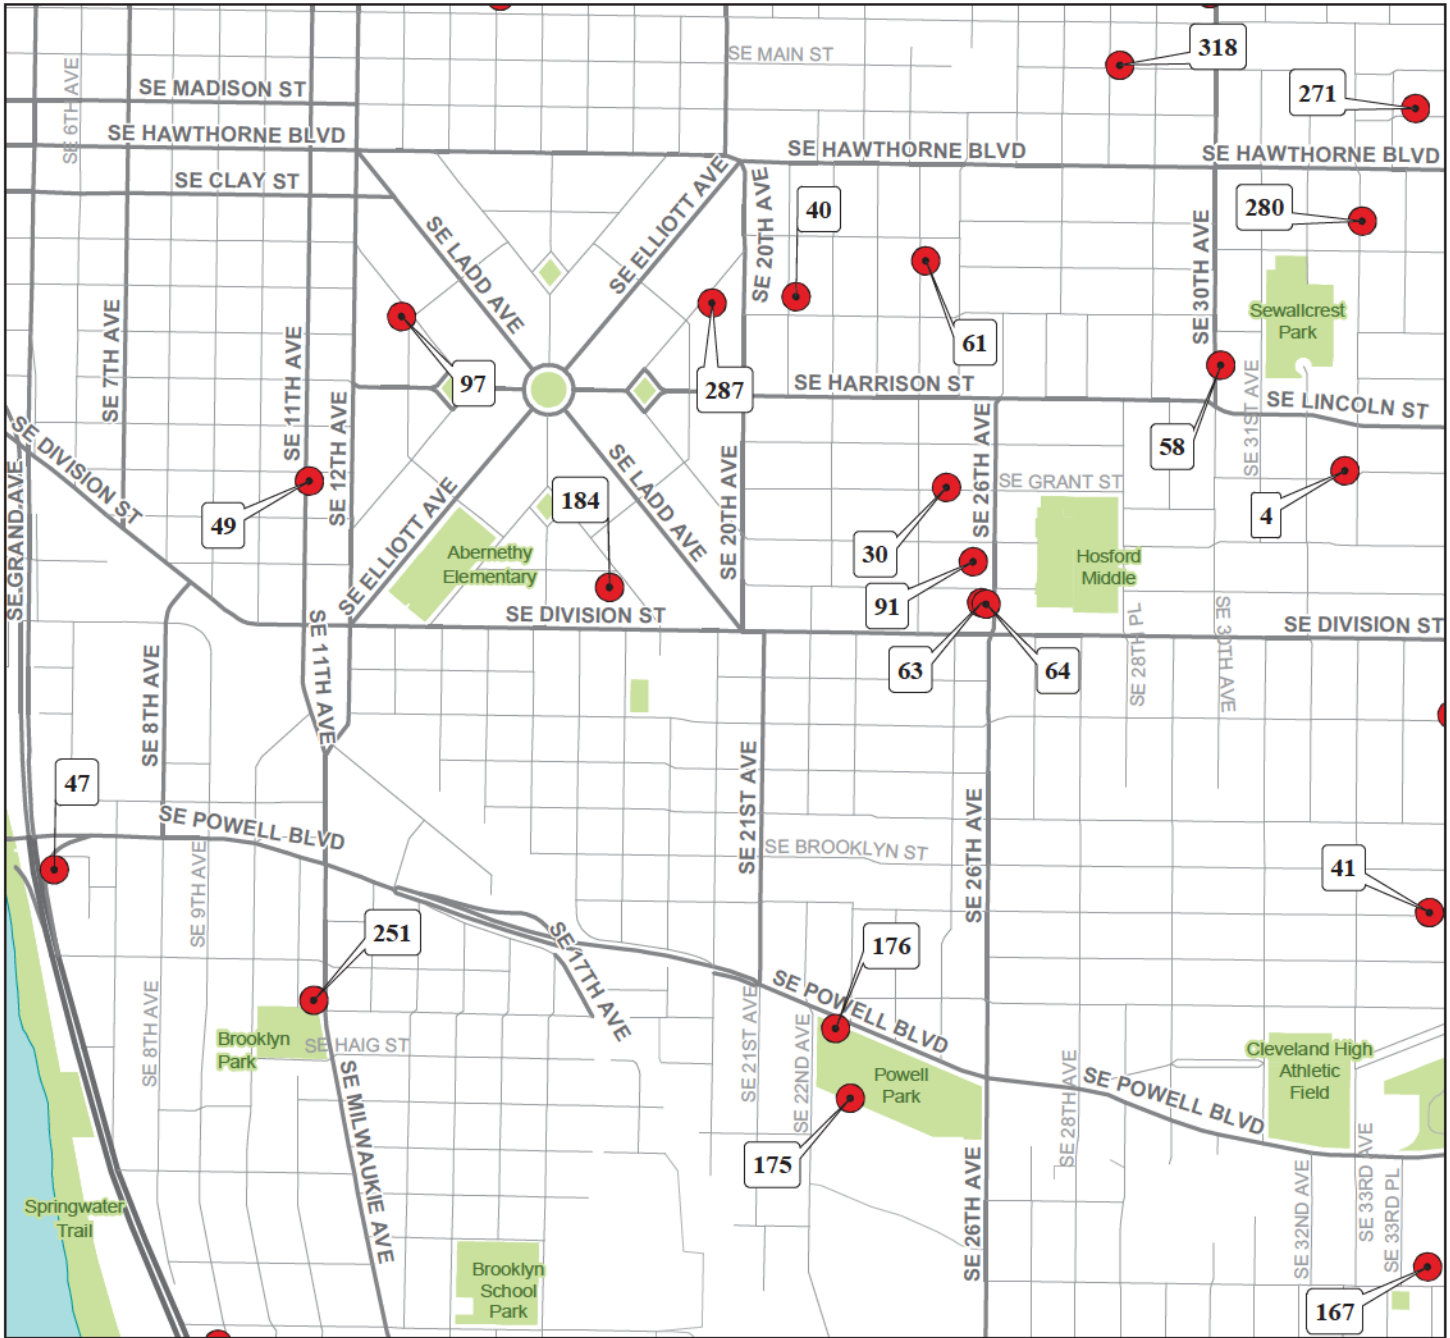 SE MAIN ST
318
271
SE 6TH AVE
SE MADISON ST
SE HAWTHORNE BLVD
SE HAWTHORNE BLVD
SE HAWTHORNE BLVD
SE CLAY ST
SE LADD AVE
SE ELLIOTT AVE
SE 20TH AVE
40
280
SE 30TH AVE
SE 7TH AVE
SE 11TH AVE
61
Sewallcrest
Park
97
287
SE HARRISON ST
SE LINCOLN ST
SE DIVISION ST
SE 12TH AVE
SE 26TH AVE
58
SE 31ST AVE
SE GRAND AVE
49
SE ELLIOTT AVE
184
SE LADD AVE
SE 20TH AVE
SE GRANT ST
4
30
Abernethy
Elementary
Hosford
Middle
91
SE DIVISION ST
SE DIVISION ST
SE 11TH AVE
63
64
SE 28TH PL
SE 30TH AVE
SE 8TH AVE
47
SE POWELL BLVD
SE 21ST AVE
SE BROOKLYN ST
SE 26TH AVE
41
SE 9TH AVE
251
SE 17TH AVE
176
SE POWELL BLVD
SE 8TH AVE
Brooklyn
Park
SE HAIG ST
SE 21ST AVE
SE 22ND AVE
Powell
Park
Cleveland High
Athletic
Field
SE 28TH AVE
SE POWELL BLVD
SE MILWAUKIE AVE
175
SE 26TH AVE
SE 32ND AVE
SE 33RD AVE
SE 33RD PL
Springwater
Trail
Brooklyn
School
Park
167